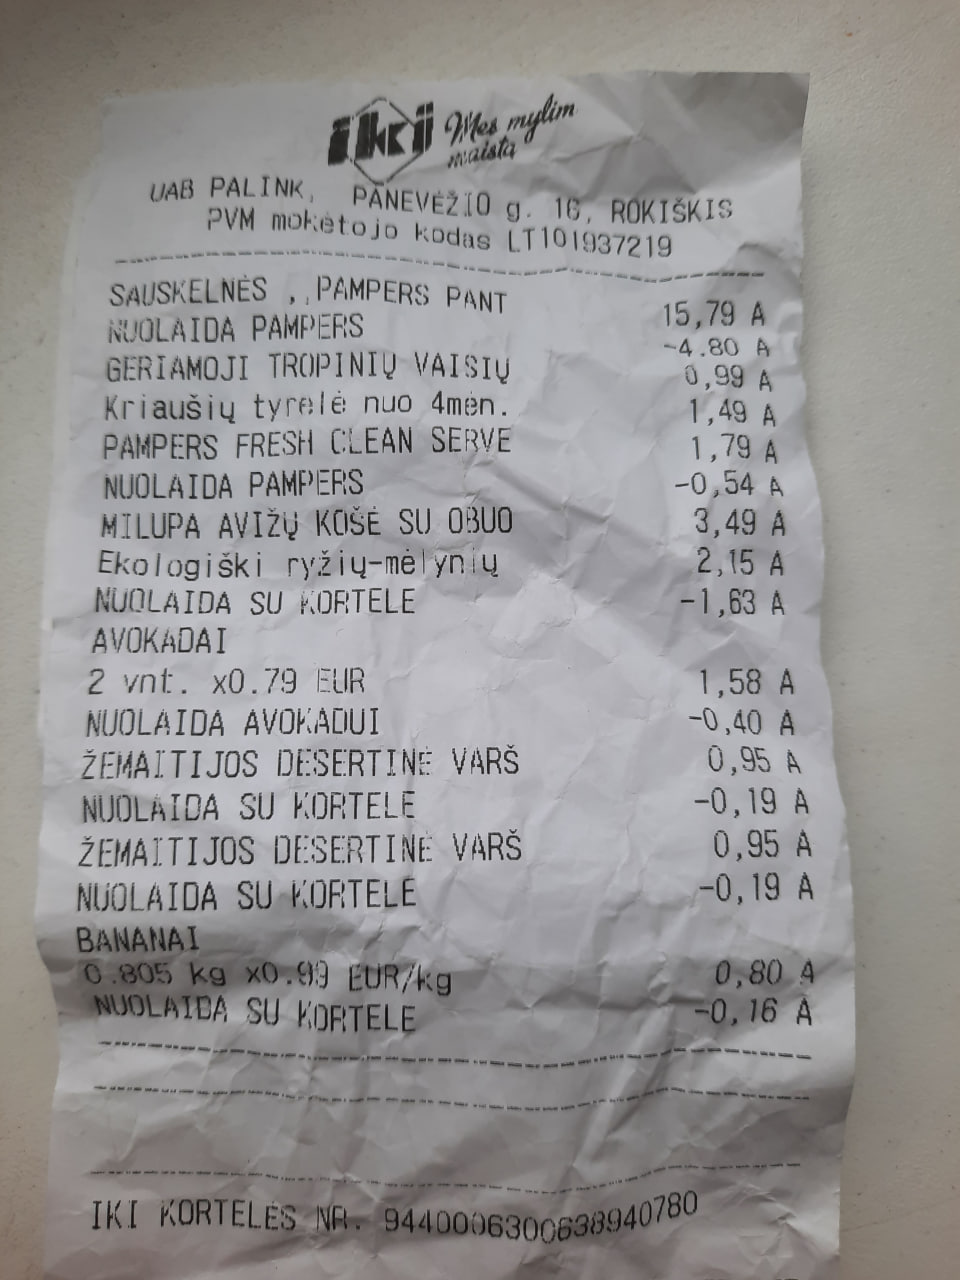 iki Mes mylim
maistą
UAB PALINK, PANEVĖŽIO g. 16, ROKIŠKIS
PVM mokėtojo kodas LT101937219
SAUSKELNĖS ,,PAMPERS PANT 15,79 A
NUOLAIDA PAMPERS -4.80 A
GERIAMOJI TROPINIŲ VAISIŲ 0,99 A
Kriaušių tyrelė nuo 4mėn. 1,49 A
PAMPERS FRESH CLEAN SERVE 1,79 A
NUOLAIDA PAMPERS -0,54 A
MILUPA AVIŽŲ KOŠĖ SU OBUO 3,49 A
Ekologiški ryžių-mėlynių 2,15 A
NUOLAIDA SU KORTELE -1,63 A
AVOKADAI
2 vnt. x0.79 EUR 1,58 A
NUOLAIDA AVOKADUI -0,40 A
ŽEMAITIJOS DESERTINĖ VARŠ 0,95 A
NUOLAIDA SU KORTELE -0,19 A
ŽEMAITIJOS DESERTINĖ VARŠ 0,95 A
NUOLAIDA SU KORTELE -0,19 A
BANANAI
0.805 kg x0.99 EUR/kg 0,80 A
NUOLAIDA SU KORTELE -0,16 A
IKI KORTELĖS NR. 9440006300638940780